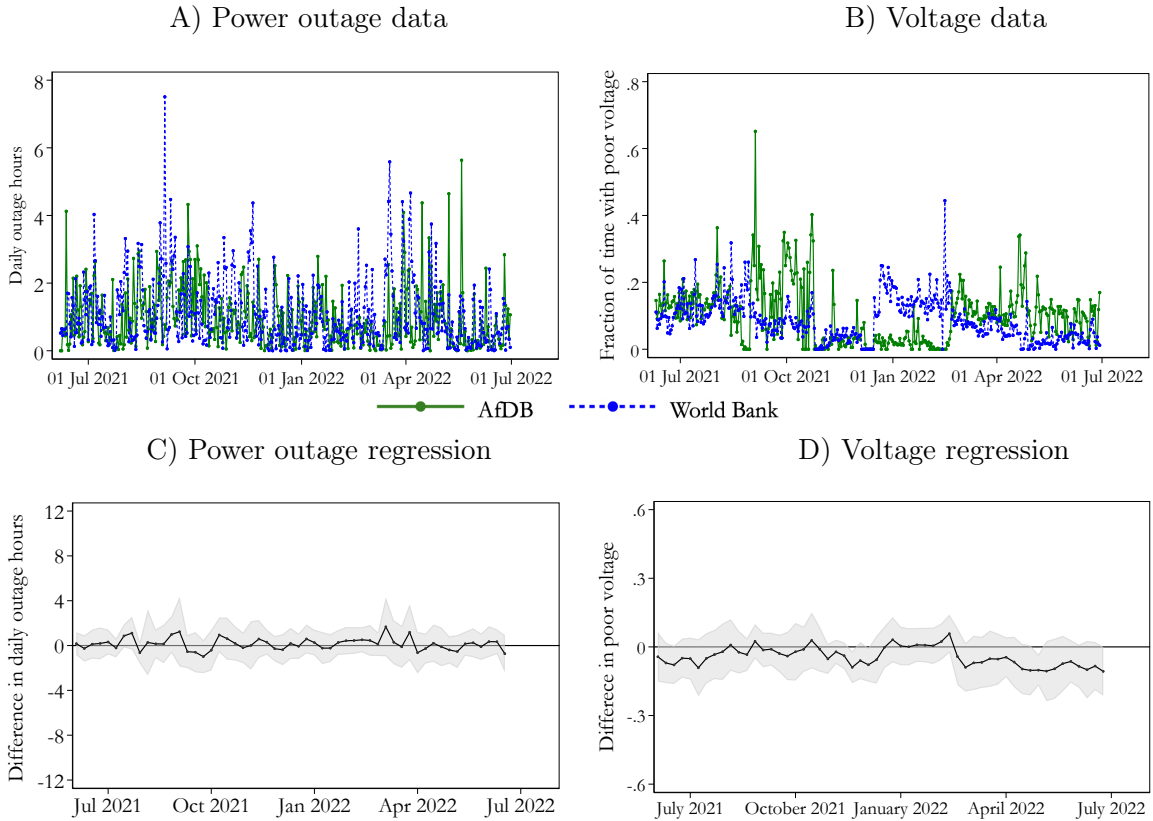 A) Power outage data
B) Voltage data
Daily outage hours
8
6
4
2
0
01 Jul 2021
01 Oct 2021
01 Jan 2022
01 Apr 2022
01 Jul 2022
Fraction of time with poor voltage
.8
.6
.4
.2
0
01 Jul 2021
01 Oct 2021
01 Jan 2022
01 Apr 2022
01 Jul 2022
AfDB
World Bank
C) Power outage regression
D) Voltage regression
Difference in daily outage hours
12
8
4
0
-4
-8
-12
Jul 2021
Oct 2021
Jan 2022
Apr 2022
Jul 2022
Differece in poor voltage
.6
.3
0
-.3
-.6
July 2021
October 2021
January 2022
April 2022
July 2022